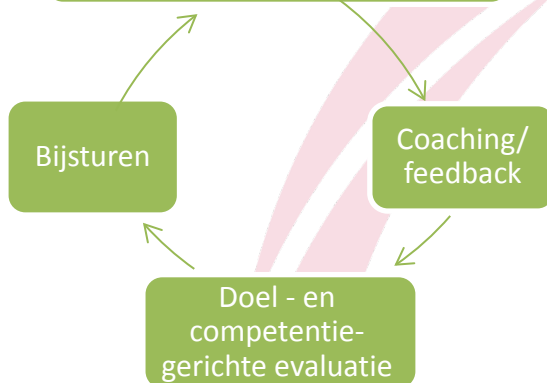 Bijsturen
Coaching/
feedback
Doel - en
competentie-
gerichte evaluatie